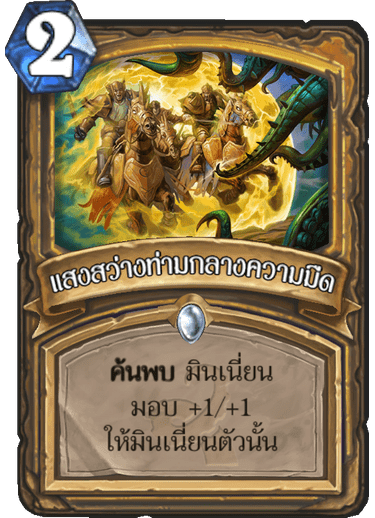 2
แสงสว่างท่ามกลางความมืด
ค้นพบ มินเนี่ยน
มอบ +1/+1
ให้มินเนี่ยนตัวนั้น